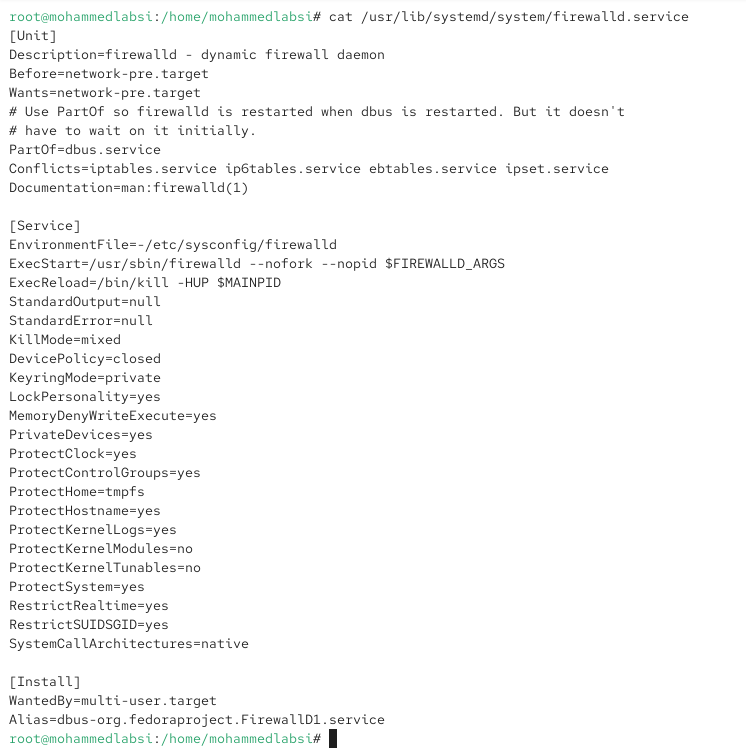 root@mohammedlabsi:/home/mohammedlabsi# cat /usr/lib/systemd/system/firewalld.service
[Unit]
Description=firewalld - dynamic firewall daemon
Before=network-pre.target
Wants=network-pre.target
# Use PartOf so firewalld is restarted when dbus is restarted. But it doesn't
# have to wait on it initially.
PartOf=dbus.service
Conflicts=iptables.service ip6tables.service ebtables.service ipset.service
Documentation=man:firewalld(1)

[Service]
EnvironmentFile=-/etc/sysconfig/firewalld
ExecStart=/usr/sbin/firewalld --nofork --nopid $FIREWALLD_ARGS
ExecReload=/bin/kill -HUP $MAINPID
StandardOutput=null
StandardError=null
KillMode=mixed
DevicePolicy=closed
KeyringMode=private
LockPersonality=yes
MemoryDenyWriteExecute=yes
PrivateDevices=yes
ProtectClock=yes
ProtectControlGroups=yes
ProtectHome=tmpfs
ProtectHostname=yes
ProtectKernelLogs=yes
ProtectKernelModules=no
ProtectKernelTunables=no
ProtectSystem=yes
RestrictRealtime=yes
RestrictSUIDSGID=yes
SystemCallArchitectures=native

[Install]
WantedBy=multi-user.target
Alias=dbus-org.fedoraproject.FirewallD1.service
root@mohammedlabsi:/home/mohammedlabsi#